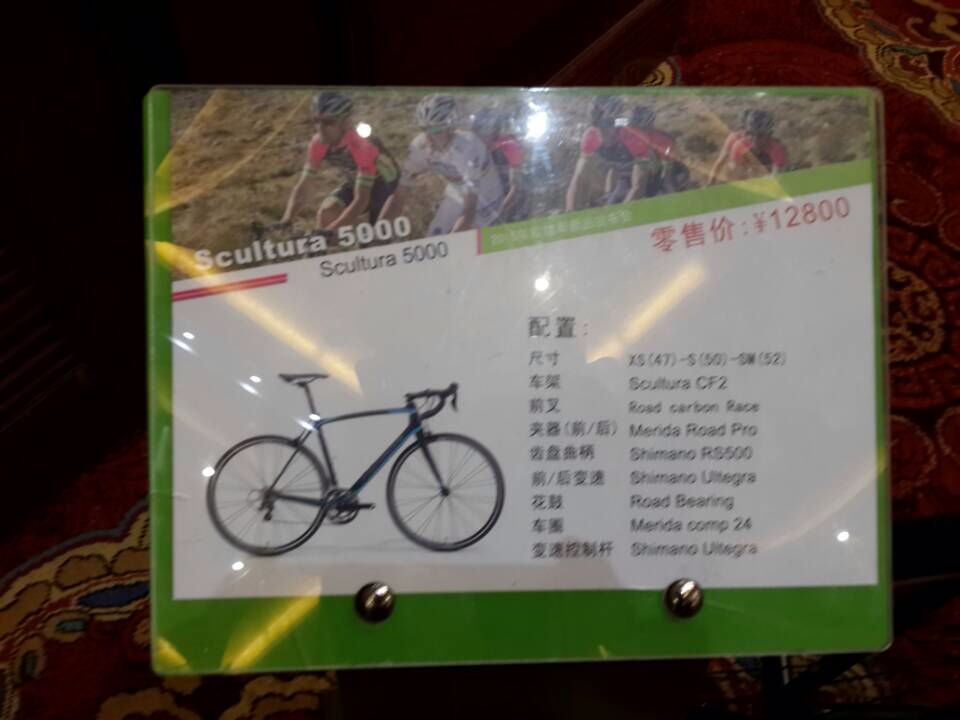 Scultura 5000
Scultura 5000
零售价:¥12800
配置:
尺寸 XS(47)-S(50)-SM(52)
车架 Scultura CF2
前叉 Road carbon Race
夹器(前/后) Merida Road Pro
齿盘曲柄 Shimano RS500
前/后变速 Shimano Ultegra
花鼓 Road Bearing
车圈 Merida comp 24
变速控制杆 Shimano Ultegra